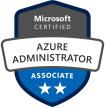 Microsoft
CERTIFIED
AZURE
ADMINISTRATOR
ASSOCIATE